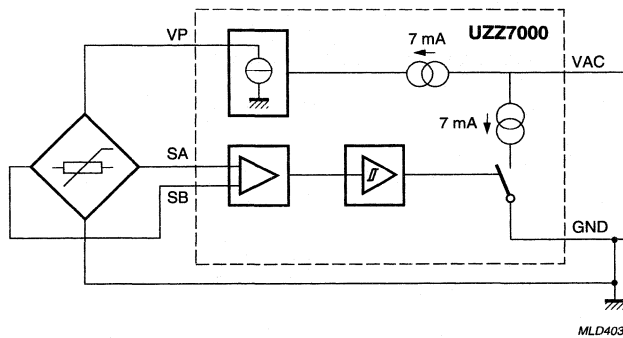 UZZ7000
VP
7 mA
VAC
7 mA
SA
SB
GND
MLD403